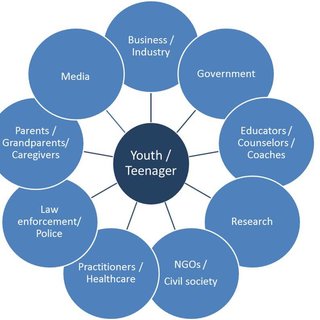 Business /
Industry
Government
Educators /
Counselors /
Coaches
Research
NGOs /
Civil society
Practitioners /
Healthcare
Law
enforcement/
Police
Parents /
Grandparents/
Caregivers
Media
Youth /
Teenager